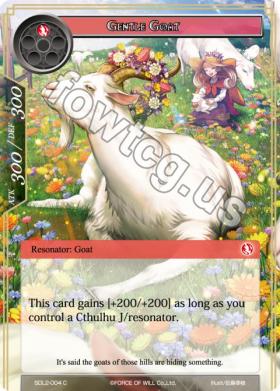 GENTLE GOAT
ATK 300 / DEF 300
fowtcg.us
Resonator: Goat
This card gains [+200/+200] as long as you
control a Cthulhu J/resonator.
It's said the goats of those hills are hiding something.
SDL2-004 C ©FORCE OF WILL Co.,Ltd.